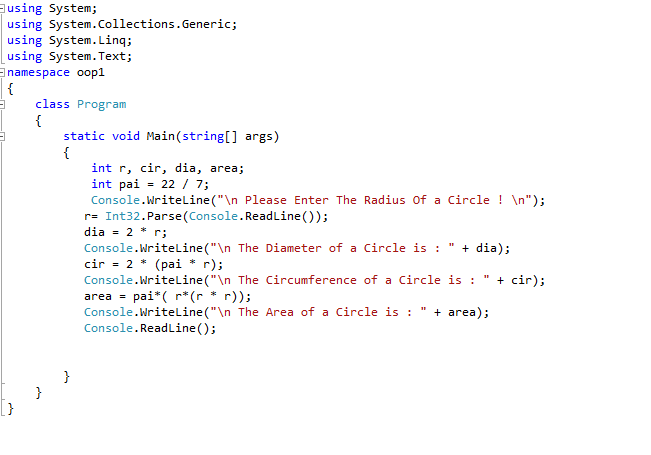 using System;
using System.Collections.Generic;
using System.Linq;
using System.Text;
namespace oop1
{
    class Program
    {
        static void Main(string[] args)
        {
            int r, cir, dia, area;
            int pai = 22 / 7;
            Console.WriteLine("\n Please Enter The Radius Of a Circle ! \n");
           r= Int32.Parse(Console.ReadLine());
           dia = 2 * r;
           Console.WriteLine("\n The Diameter of a Circle is : " + dia);
           cir = 2 * (pai * r);
           Console.WriteLine("\n The Circumference of a Circle is : " + cir);
           area = pai*( r*(r * r));
           Console.WriteLine("\n The Area of a Circle is : " + area);
           Console.ReadLine();
        }
    }
}